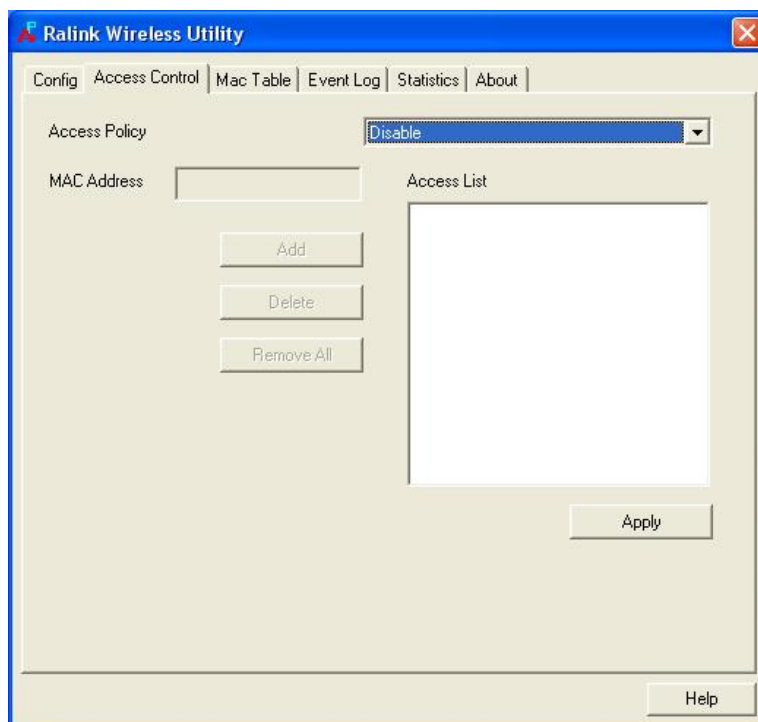 Ralink Wireless Utility
Config Access Control Mac Table Event Log Statistics About
Access Policy Disable
MAC Address Access List
Add
Delete
Remove All
Apply
Help